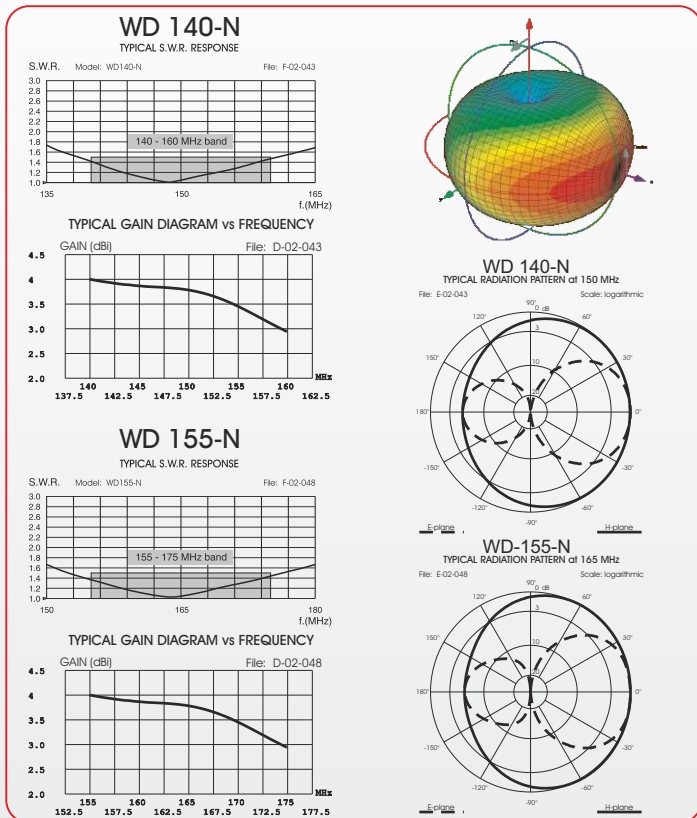 WD 140-N
TYPICAL S.W.R. RESPONSE
S.W.R. Model: WD140-N File: F-02-043
3.0
2.8
2.6
2.4
2.2
2.0
1.8
1.6
1.4
1.2
1.0
140 - 160 MHz band
135 150 165
f.(MHz)
TYPICAL GAIN DIAGRAM vs FREQUENCY
GAIN (dBi) File: D-02-043
4.5
4
3.5
3.0
2.5
2.0
MHz
140 145 150 155 160
137.5 142.5 147.5 152.5 157.5 162.5
WD 155-N
TYPICAL S.W.R. RESPONSE
S.W.R. Model: WD155-N File: F-02-048
3.0
2.8
2.6
2.4
2.2
2.0
1.8
1.6
1.4
1.2
1.0
155 - 175 MHz band
150 165 180
f.(MHz)
TYPICAL GAIN DIAGRAM vs FREQUENCY
GAIN (dBi) File: D-02-048
4.5
4
3.5
3.0
2.5
2.0
MHz
155 160 165 170 175
152.5 157.5 162.5 167.5 172.5 177.5
WD 140-N
TYPICAL RADIATION PATTERN at 150 MHz
File: E-02-043 Scale: logarithmic
90°
0 dB
120° 60°
3
150° 30°
10
20
180° 0°
-150° -30°
-120° -60°
-90°
E-plane H-plane
WD-155-N
TYPICAL RADIATION PATTERN at 165 MHz
File: E-02-048 Scale: logarithmic
90°
0 dB
120° 60°
3
150° 30°
10
20
180° 0°
-150° -30°
-120° -60°
-90°
E-plane H-plane